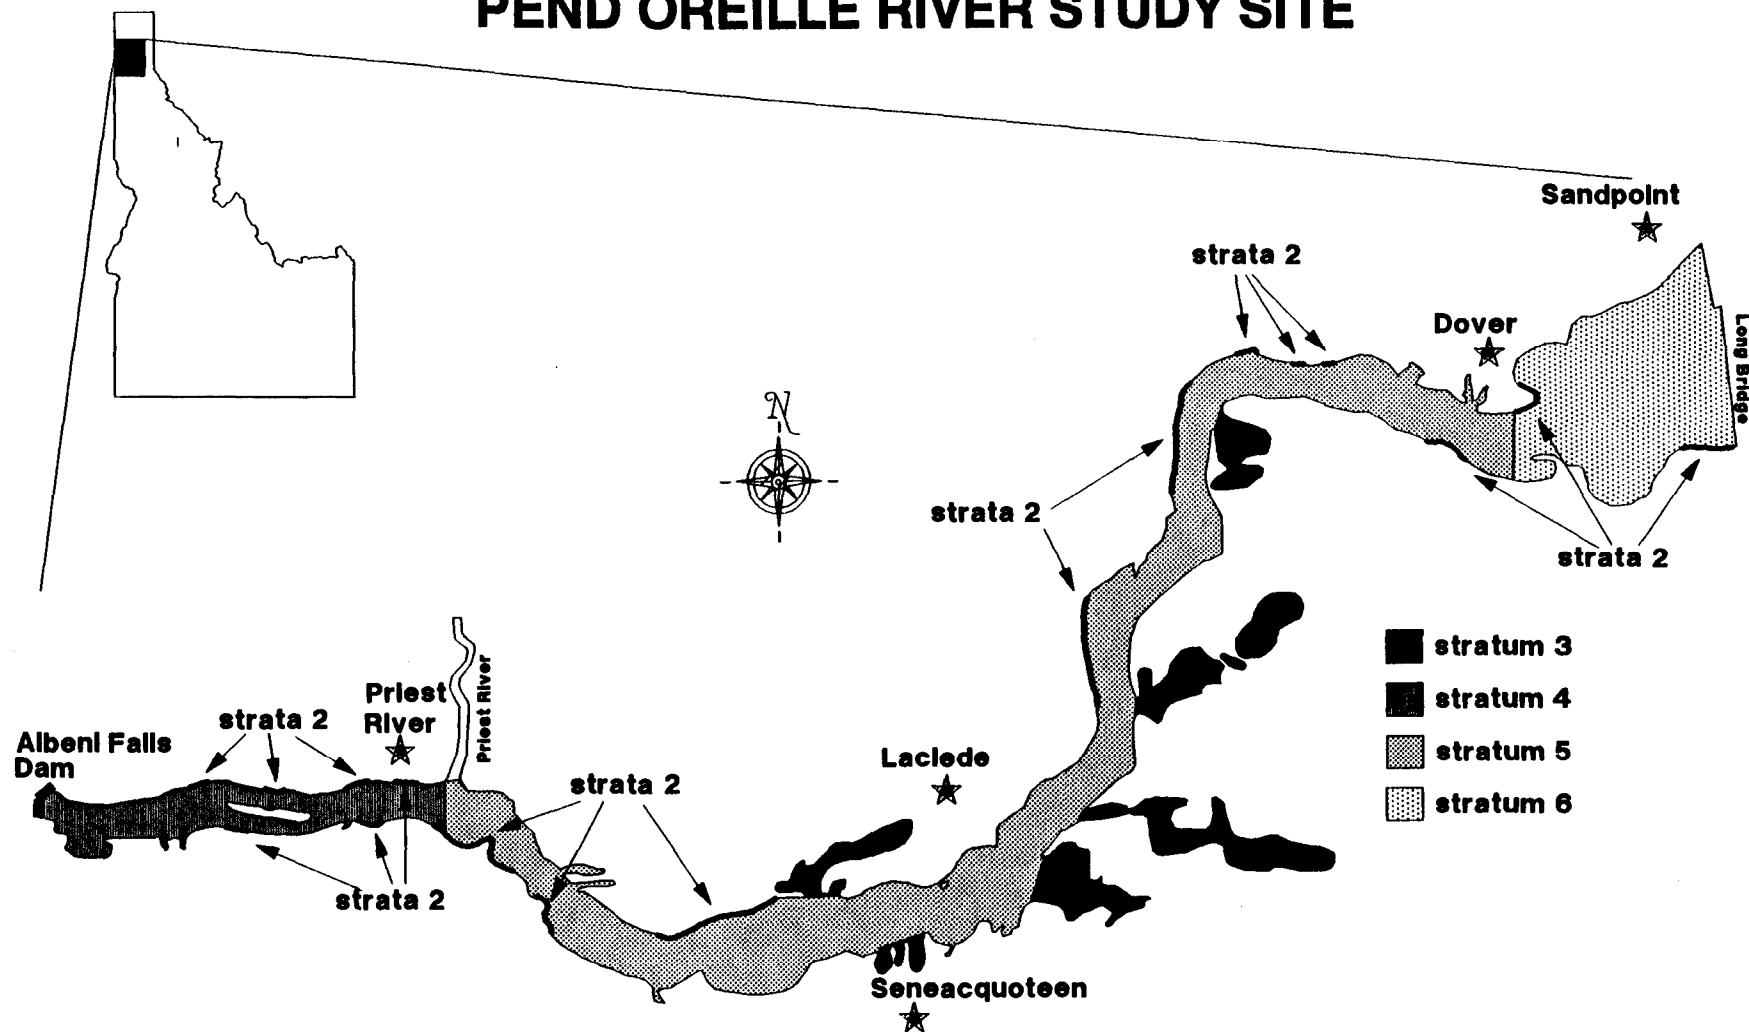 PEND OREILLE RIVER STUDY SITE
Sandpoint
strata 2
Dover
Long Bridge
N
strata 2
strata 2
stratum 3
stratum 4
stratum 5
stratum 6
Priest
River
Priest River
strata 2
Albeni Falls
Dam
Laclede
strata 2
strata 2
Seneacquoteen